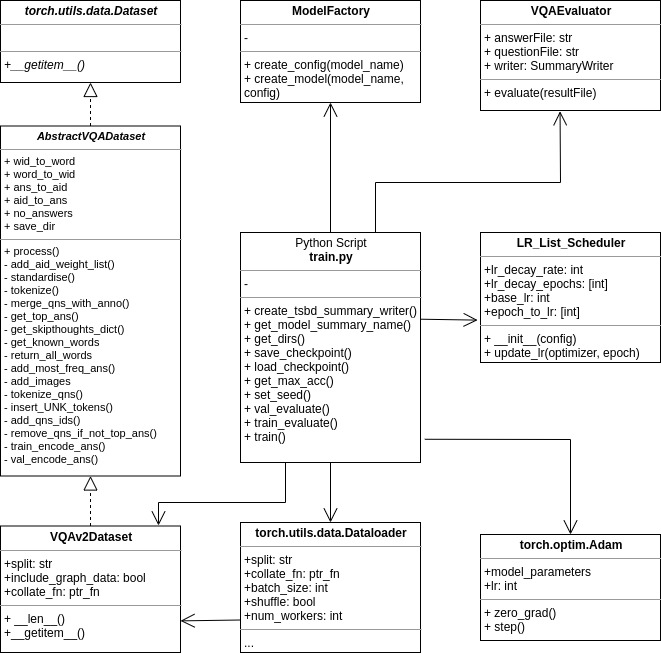 torch.utils.data.Dataset
+__getitem__()
AbstractVQADataset
+ wid_to_word
+ word_to_wid
+ ans_to_aid
+ aid_to_ans
+ no_answers
+ save_dir
+ process()
- add_aid_weight_list()
- standardise()
- tokenize()
- merge_qns_with_anno()
- get_top_ans()
- get_skipthoughts_dict()
- get_known_words
- return_all_words
- add_most_freq_ans()
- add_images
- tokenize_qns()
- insert_UNK_tokens()
- add_qns_ids()
- remove_qns_if_not_top_ans()
- train_encode_ans()
- val_encode_ans()
VQAv2Dataset
+split: str
+include_graph_data: bool
+collate_fn: ptr_fn
+ __len__()
+__getitem__()
ModelFactory
-
+ create_config(model_name)
+ create_model(model_name,
config)
Python Script
train.py
-
+ create_tsbd_summary_writer()
+ get_model_summary_name()
+ get_dirs()
+ save_checkpoint()
+ load_checkpoint()
+ get_max_acc()
+ set_seed()
+ val_evaluate()
+ train_evaluate()
+ train()
torch.utils.data.Dataloader
+split: str
+collate_fn: ptr_fn
+batch_size: int
+shuffle: bool
+num_workers: int
...
VQAEvaluator
+ answerFile: str
+ questionFile: str
+ writer: SummaryWriter
+ evaluate(resultFile)
LR_List_Scheduler
+lr_decay_rate: int
+lr_decay_epochs: [int]
+base_lr: int
+epoch_to_lr: [int]
+ __init__(config)
+ update_lr(optimizer, epoch)
torch.optim.Adam
+model_parameters
+lr: int
+ zero_grad()
+ step()